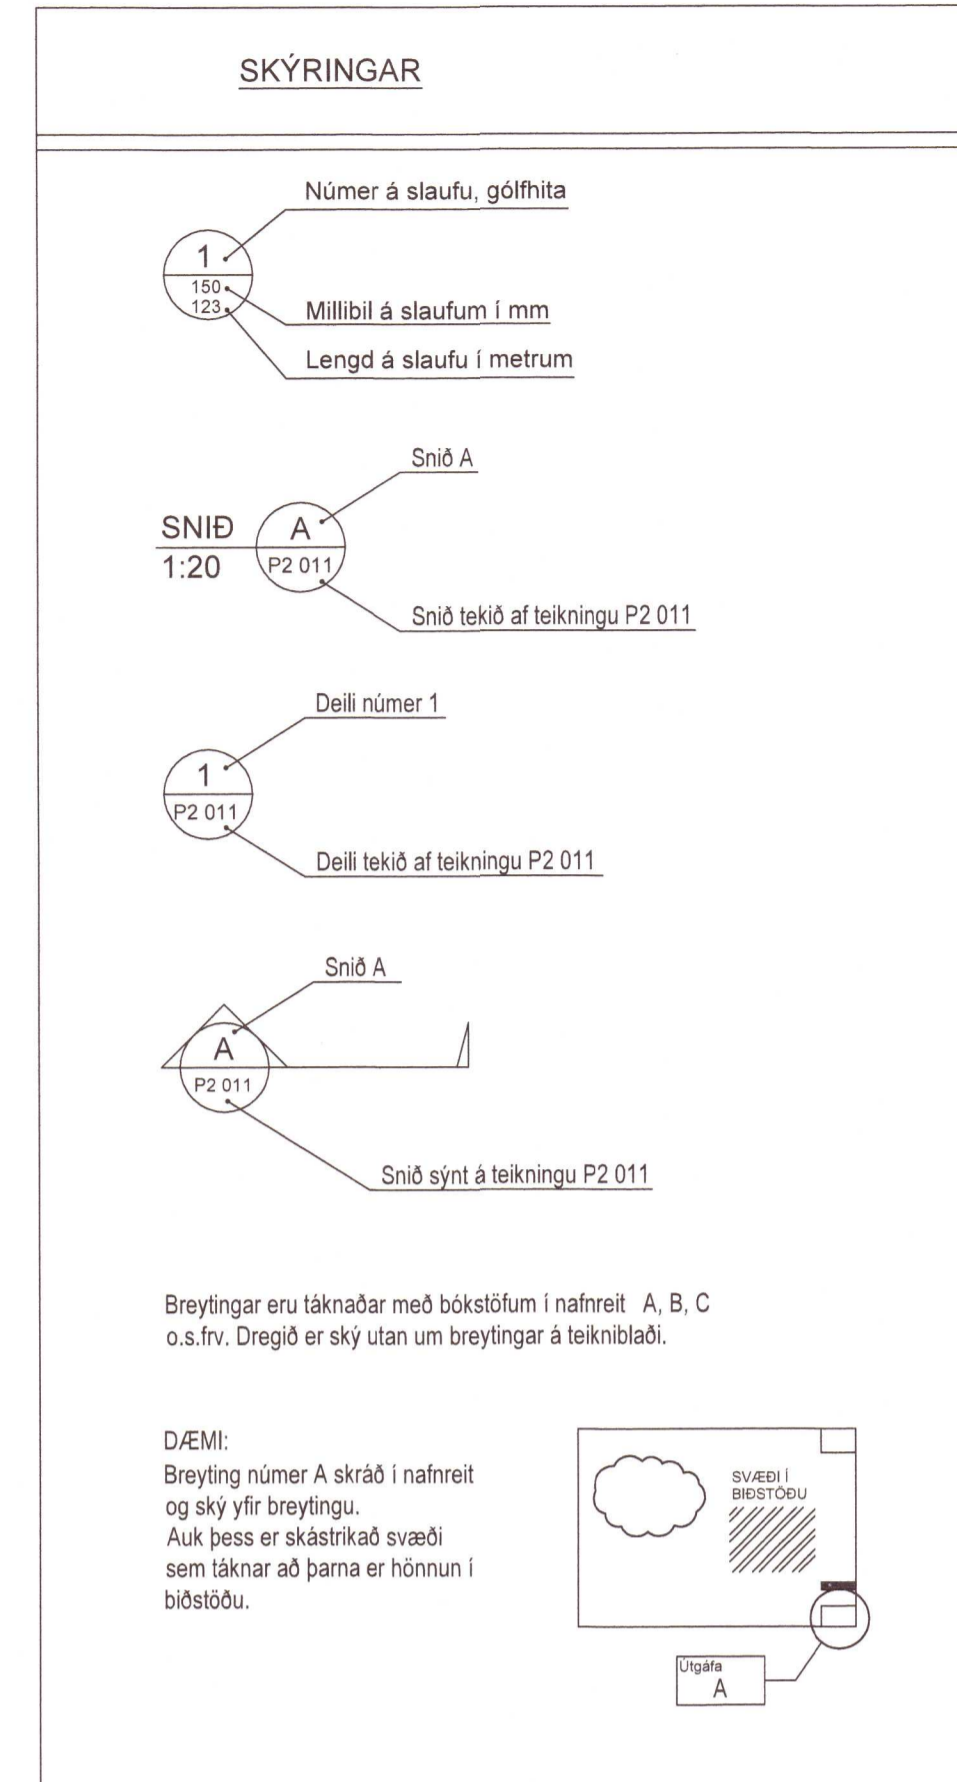 SKÝRINGAR
Númer á slaufu, gólfhita
1
150
123
Millibil á slaufum í mm
Lengd á slaufu í metrum
Snið A
SNIÐ
1:20
A
P2 011
Snið tekið af teikningu P2 011
Deili númer 1
1
P2 011
Deili tekið af teikningu P2 011
Snið A
A
P2 011
Snið sýnt á teikningu P2 011
Breytingar eru táknaðar með bókstöfum í nafnreit A, B, C
o.s.frv. Dregið er ský utan um breytingar á teikniblaði.
DÆMI:
Breyting númer A skráð í nafnreit
og ský yfir breytingu.
Auk þess er skástrikað svæði
sem táknar að þarna er hönnun í
biðstöðu.
SVÆÐI Í
BIÐSTÖÐU
Útgáfa
A